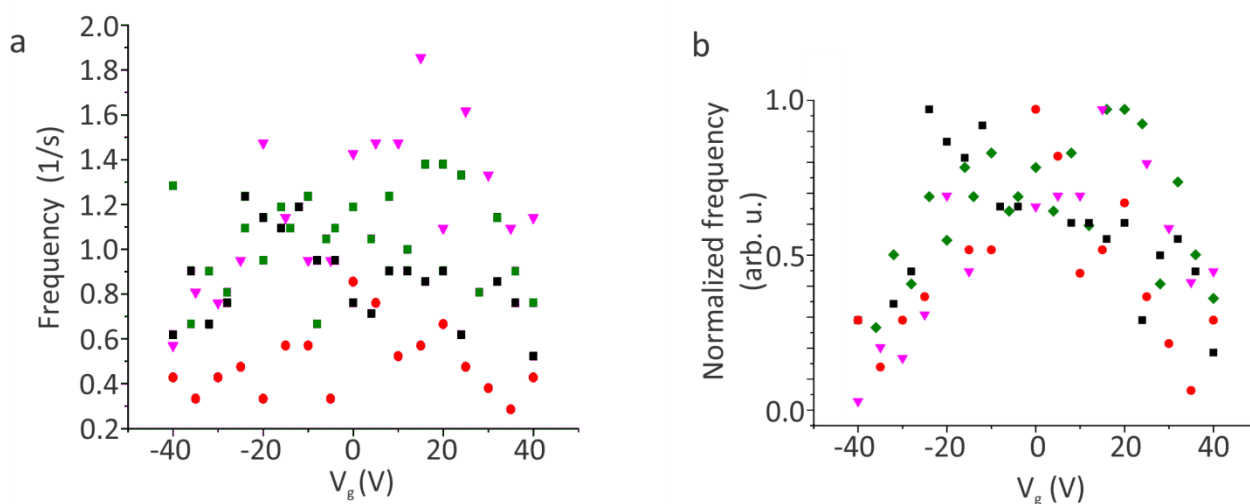 a
Frequency (1/s)
2.0
1.8
1.6
1.4
1.2
1.0
0.8
0.6
0.4
0.2
-40 -20 0 20 40
Vg (V)
b
Normalized frequency
(arb. u.)
1.0
0.5
0.0
-40 -20 0 20 40
Vg (V)